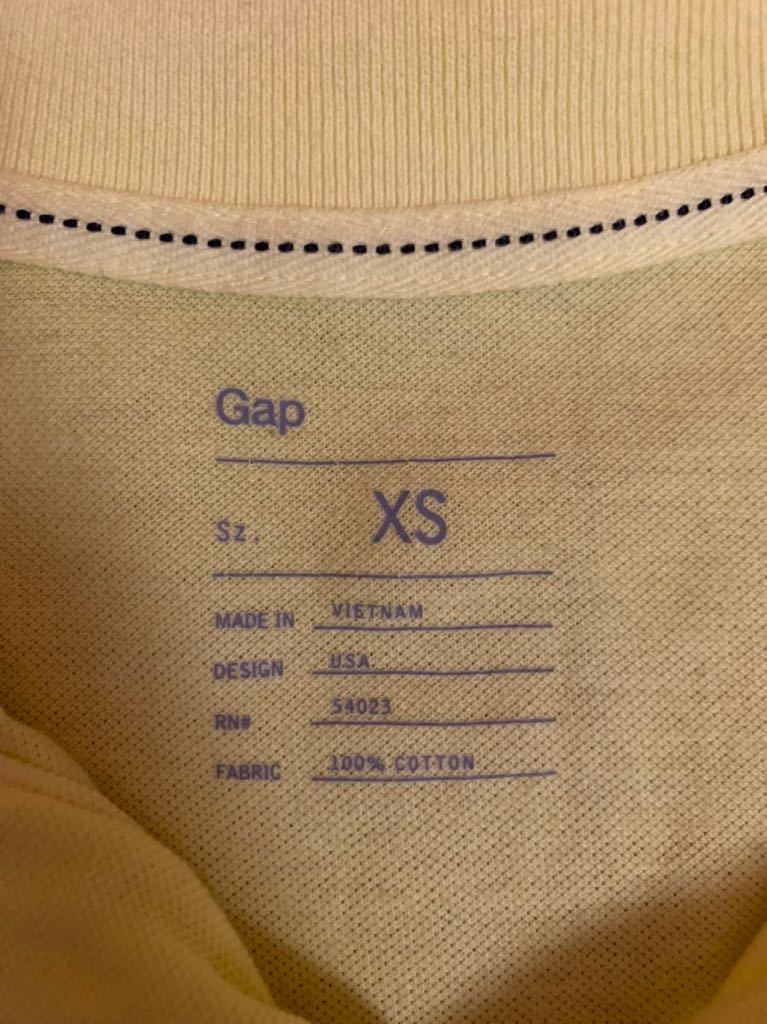 Gap
Sz. XS
MADE IN VIETNAM
DESIGN USA
RN# 54023
FABRIC 100% COTTON